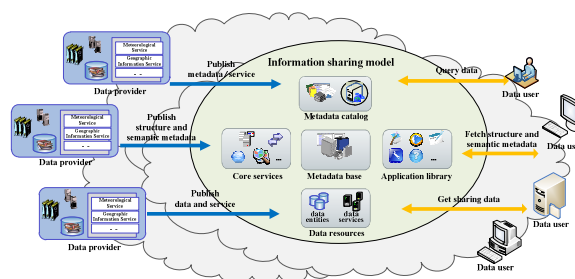 Meteorological
Service
Geographic
Information Service
- -
Data provider
Publish
metadata/service
Information sharing model
Query data
Data user
Metadata catalog
Meteorological
Service
Geographic
Information Service
- -
Data provider
Publish
structure and
semantic metadata
Core services
...
Metadata base
Application library
...
Fetch structure and
semantic metadata
Data us
Meteorological
Service
Geographic
Information Service
- -
Data provider
Publish
data and service
data
entities
data
services
Data resources
Get sharing data
Data user
Data user